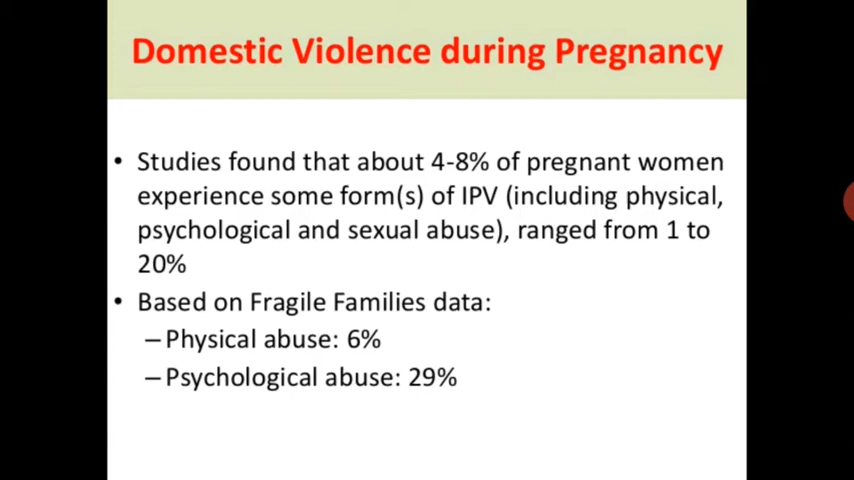 Domestic Violence during Pregnancy
• Studies found that about 4-8% of pregnant women
experience some form(s) of IPV (including physical,
psychological and sexual abuse), ranged from 1 to
20%
• Based on Fragile Families data:
–Physical abuse: 6%
–Psychological abuse: 29%